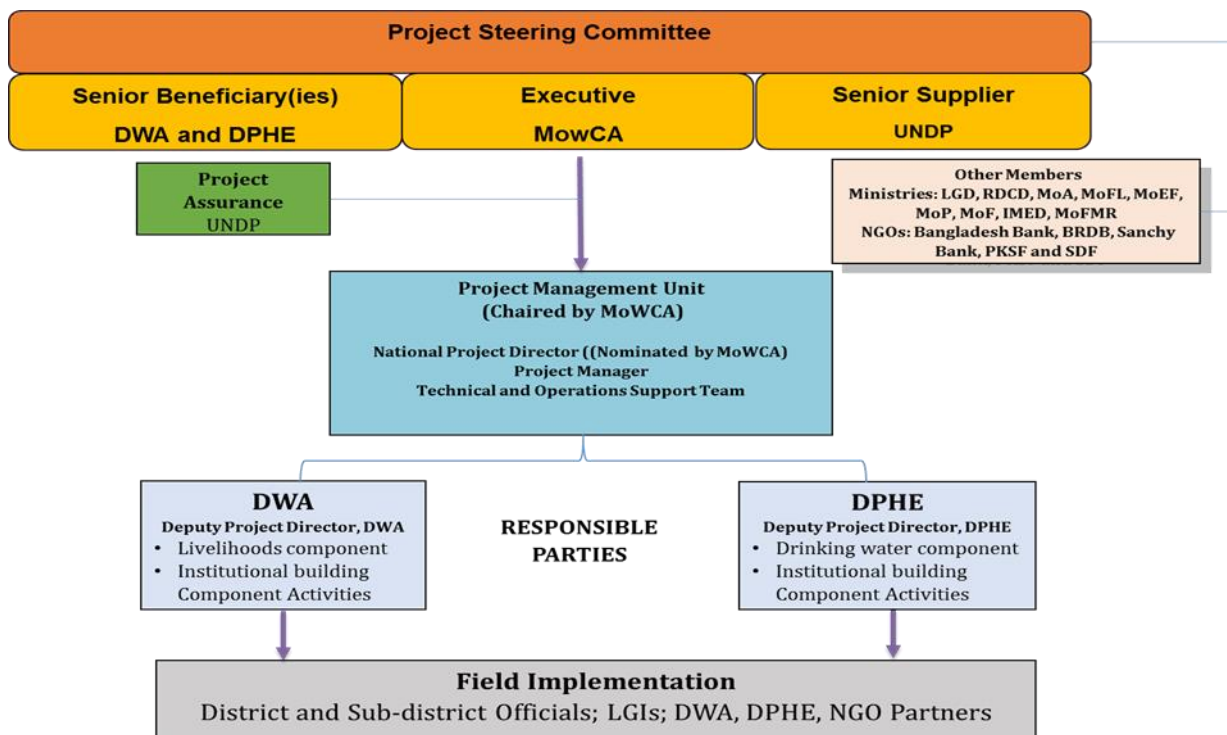 Project Steering Committee
Senior Beneficiary(ies)
DWA and DPHE
Executive
MowCA
Senior Supplier
UNDP
Project
Assurance
UNDP
Other Members
Ministries: LGD, RDCD, MoA, MoFL, MoEF,
MoP, MoF, IMED, MoFMR
NGOs: Bangladesh Bank, BRDB, Sanchy
Bank, PKSF and SDF
Project Management Unit
(Chaired by MoWCA)
National Project Director ((Nominated by MoWCA)
Project Manager
Technical and Operations Support Team
DWA
Deputy Project Director, DWA
• Livelihoods component
• Institutional building
Component Activities
RESPONSIBLE
PARTIES
DPHE
Deputy Project Director, DPHE
• Drinking water component
• Institutional building
Component Activities
Field Implementation
District and Sub-district Officials; LGIs; DWA, DPHE, NGO Partners